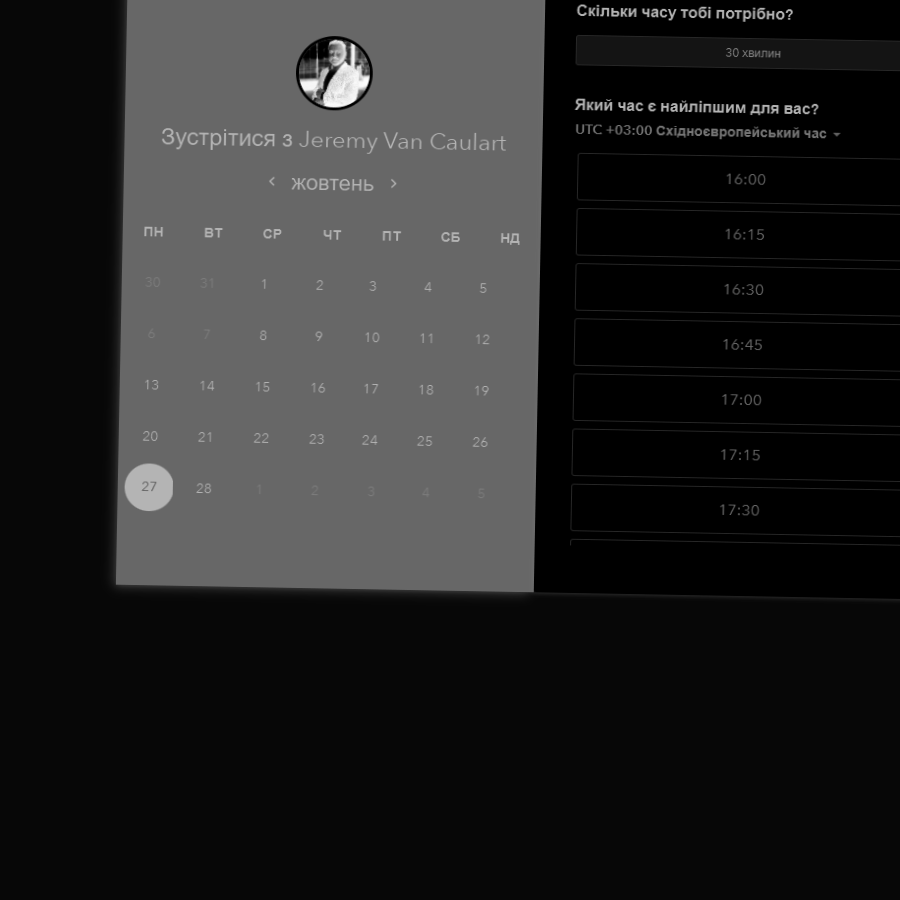 Зустрітися з Jeremy Van Caulart
жовтень
ПН ВТ СР ЧТ ПТ СБ НД
30 31 1 2 3 4 5
6 7 8 9 10 11 12
13 14 15 16 17 18 19
20 21 22 23 24 25 26
27 28 1 2 3 4 5
Скільки часу тобі потрібно?
30 хвилин
Який час є найліпшим для вас?
UTC +03:00 Східноєвропейський час
16:00
16:15
16:30
16:45
17:00
17:15
17:30